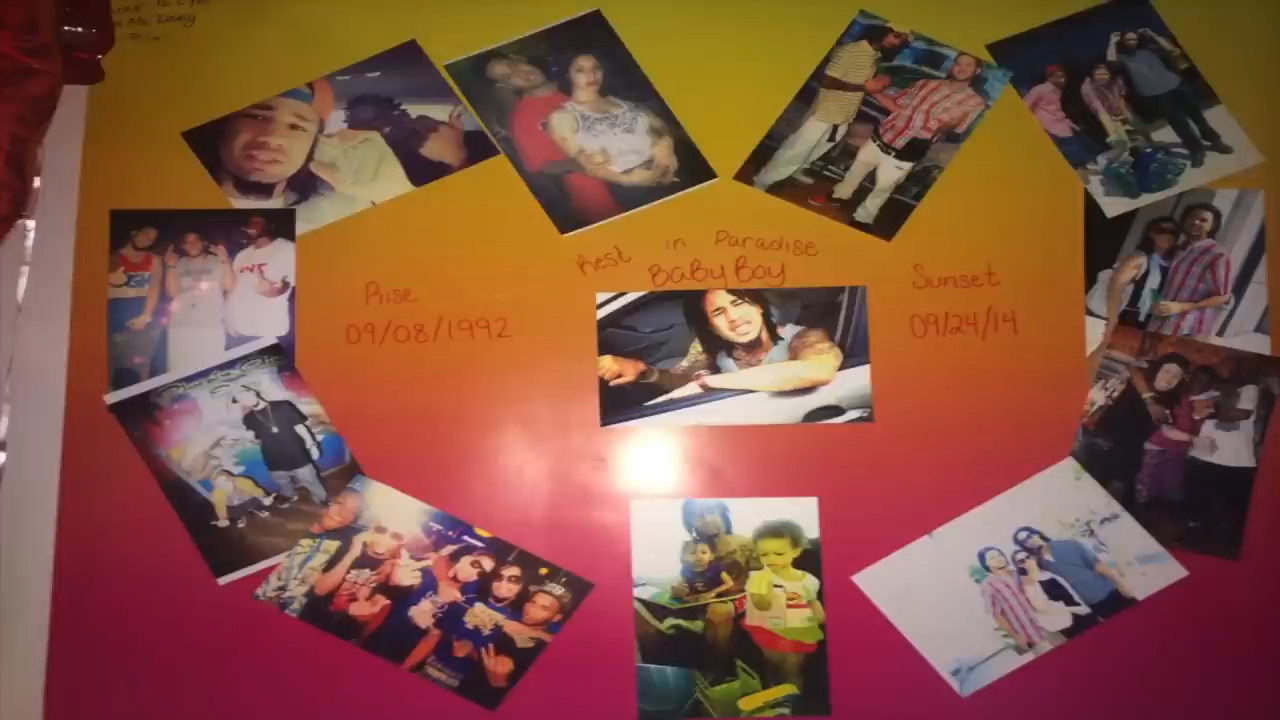 Rest in Paradise
BaBy Boy
Rise
09/08/1992
Sunset
09/24/14